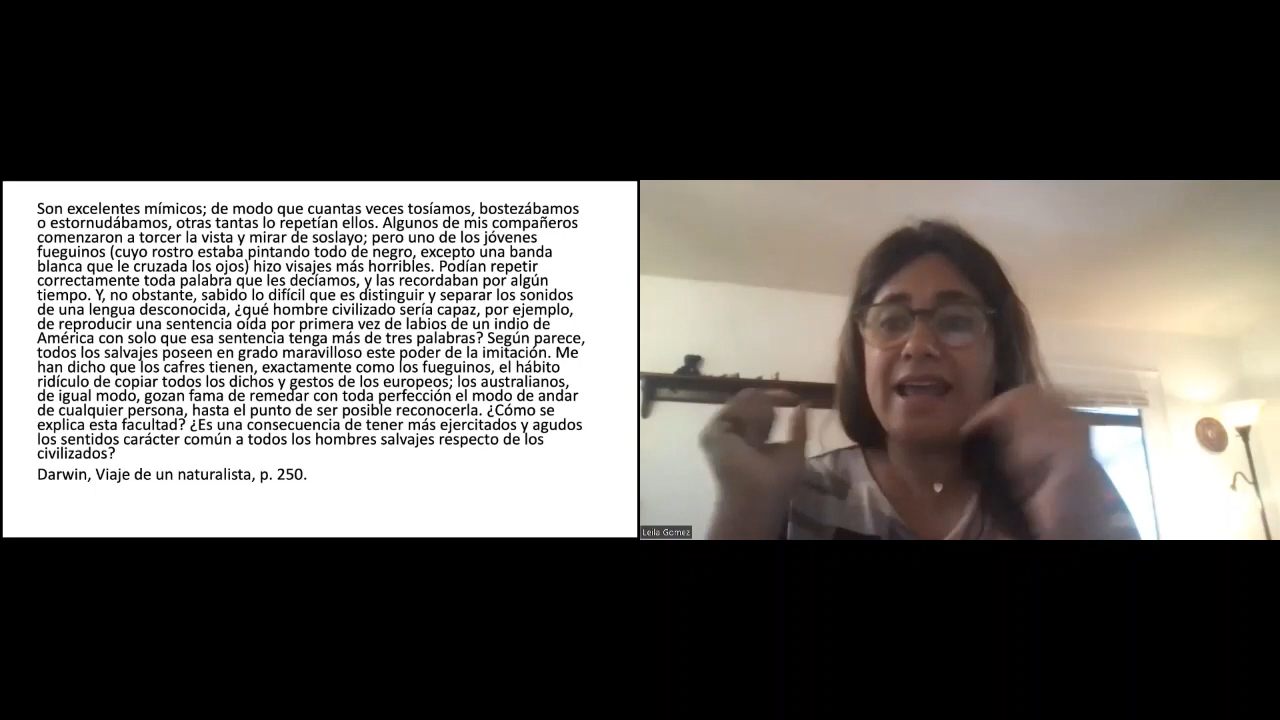 Son excelentes mímicos; de modo que cuantas veces tosíamos, bostezábamos
o estornudábamos, otras tantas lo repetían ellos. Algunos de mis compañeros
comenzaron a torcer la vista y mirar de soslayo; pero uno de los jóvenes
fueguinos (cuyo rostro estaba pintando todo de negro, excepto una banda
blanca que le cruzada los ojos) hizo visajes más horribles. Podían repetir
correctamente toda palabra que les decíamos, y las recordaban por algún
tiempo. Y, no obstante, sabido lo difícil que es distinguir y separar los sonidos
de una lengua desconocida, ¿qué hombre civilizado sería capaz, por lemplo,
de reproducir una sentencia oída por primera vez de labios de un indio de
América con solo que esa sentencia tenga más de tres palabras? Según parece,
todos los salvajes poseen en grado maravilloso este poder de la imitación. Me
han dicho que los cafres tienen, exactamente como los fueguinos, el hábito
ridículo de copiar todos los dichos y gestos de los europeos; los australianos,
de igual modo, gozan fama de remedar con toda perfección el modo de andar
de cualquier persona, hasta el punto de ser posible reconocerla. ¿Cómo se
explica esta facultad? ¿Es una consecuencia de tener más ejercitados y agudos
los sentidos carácter común a todos los hombres salvajes respecto de los
civilizados?
Darwin, Viaje de un naturalista, p. 250.
Leila Gomez